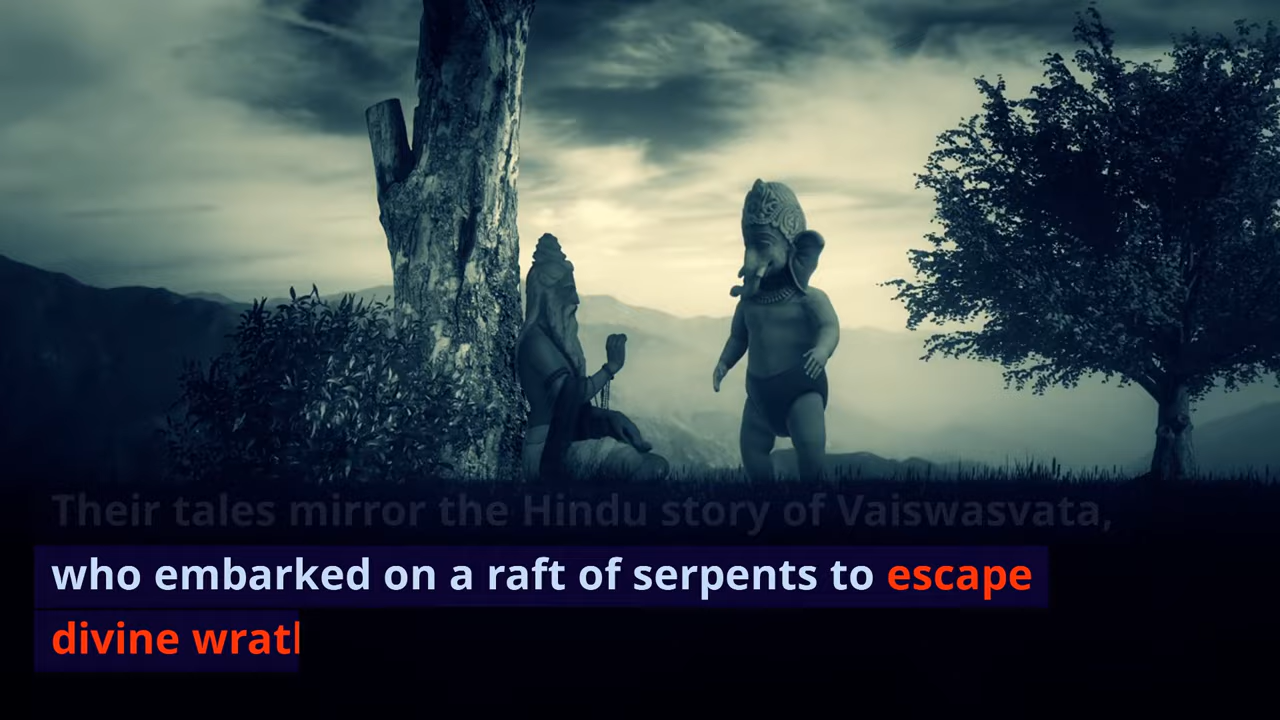 Their tales mirror the Hindu story of Vaiswasvata,
who embarked on a raft of serpents to escape
divine wratl